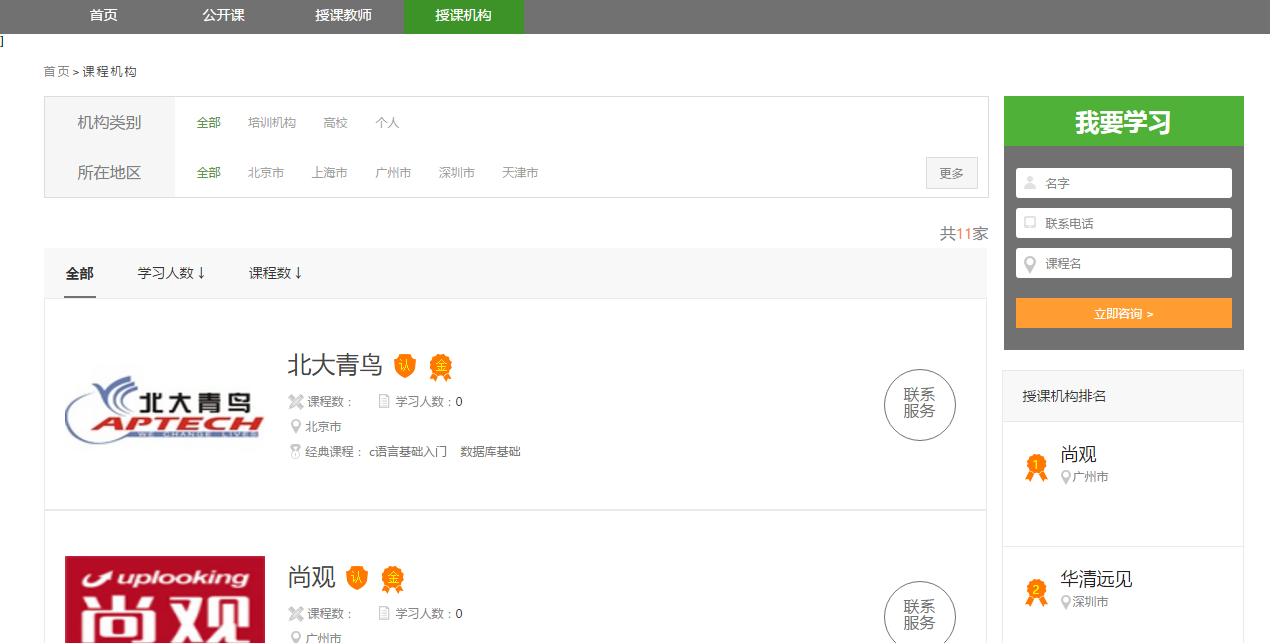 首页 公开课 授课教师 授课机构
]
首页 > 课程机构
机构类别 全部 培训机构 高校 个人
所在地区 全部 北京市 上海市 广州市 深圳市 天津市 更多
共11家
全部 学习人数↓ 课程数↓
北大青鸟 认 金
北大青鸟
APTECH
WE CHANGE LIVES
课程数： 学习人数：0
北京市
经典课程： c语言基础入门 数据库基础
联系
服务
uplooking
尚观
尚观 认 金
课程数： 学习人数：0
广州市
联系
服务
我要学习
名字
联系电话
课程名
立即咨询 >
授课机构排名
1 尚观
广州市
2 华清远见
深圳市